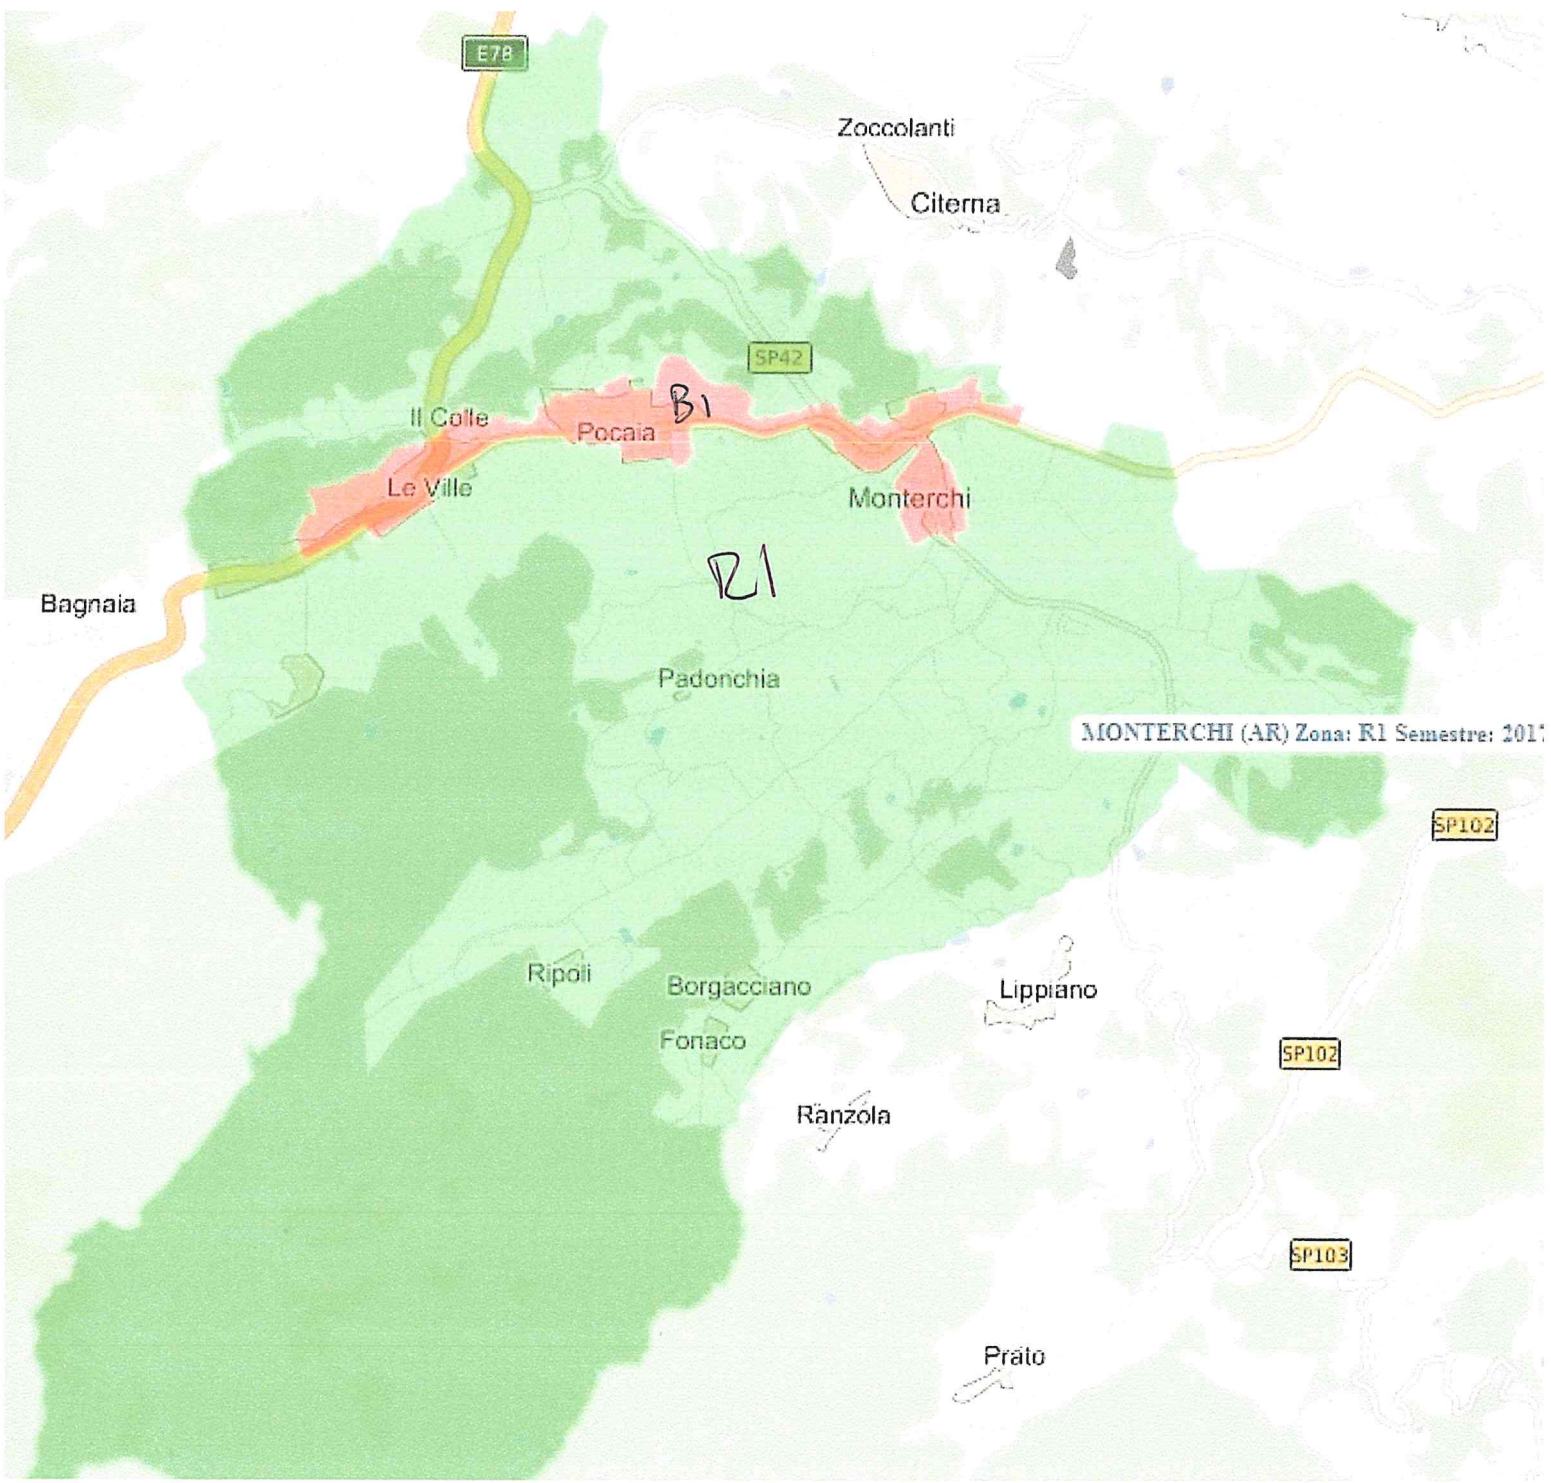 E78
Zoccolanti
Citerna
SP42
B1
Il Colle
Pocaia
Le Ville
Monterchi
R1
Bagnaia
Padonchia
MONTERCHI (AR) Zona: R1 Semestre: 2017
SP102
Ripoli
Borgacciano
Lippiano
Fonaco
SP102
Ranzola
SP103
Prato